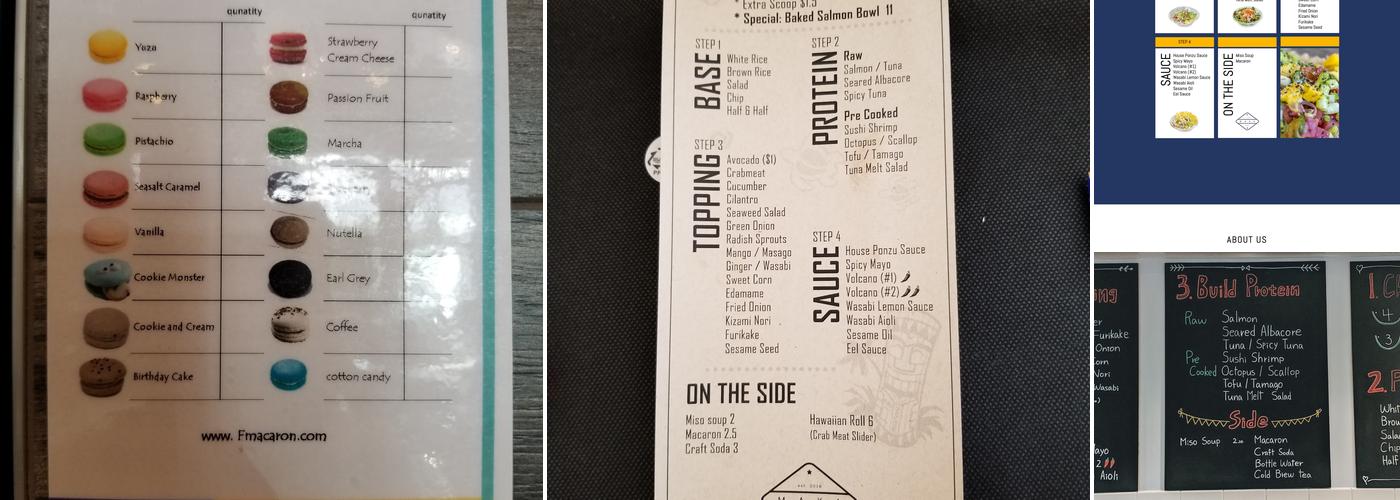 qunatity
qunatity
Yuzu
Strawberry
Cream Cheese
Raspberry
Passion Fruit
Pistachio
Marcha
Seasalt Caramel
Vanilla
Nutella
Cookie Monster
Earl Grey
Cookie and Cream
Coffee
Birthday Cake
cotton candy
www. Fmacaron.com
* Extra Scoop $1.5
* Special: Baked Salmon Bowl 11
STEP 1
BASE
White Rice
Brown Rice
Salad
Chip
Half & Half
STEP 2
PROTEIN
Raw
Salmon / Tuna
Seared Albacore
Spicy Tuna
Pre Cooked
Sushi Shrimp
Octopus / Scallop
Tofu / Tamago
Tuna Melt Salad
STEP 3
TOPPING
Avocado ($1)
Crabmeat
Cucumber
Cilantro
Seaweed Salad
Green Onion
Radish Sprouts
Mango / Masago
Ginger / Wasabi
Sweet Corn
Edamame
Fried Onion
Kizami Nori
Furikake
Sesame Seed
STEP 4
SAUCE
House Ponzu Sauce
Spicy Mayo
Volcano (#1)
Volcano (#2)
Wasabi Lemon Sauce
Wasabi Aioli
Sesame Oil
Eel Sauce
ON THE SIDE
Miso soup 2
Macaron 2.5
Craft Soda 3
Hawaiian Roll 6
(Crab Meat Slider)
est. 2016
Sweet Corn
Edamame
Fried Onion
Kizami Nori
Furikake
Sesame Seed
STEP 4
SAUCE
House Ponzu Sauce
Spicy Mayo
Volcano (#1)
Volcano (#2)
Wasabi Lemon Sauce
Wasabi Aioli
Sesame Oil
Eel Sauce
ON THE SIDE
Miso Soup
Macaron
ABOUT US
Furikake
Onion
Nori
Wasabi
Mayo
2
Aioli
3. Build Protein
Raw
Salmon
Seared Albacore
Tuna / Spicy Tuna
Pre
Cooked
Sushi Shrimp
Octopus / Scallop
Tofu / Tamago
Tuna Melt Salad
Side
Miso Soup 2.00
Macaron
Craft Soda
Bottle Water
Cold Brew tea
1.
4
3
2.
Chip
Half